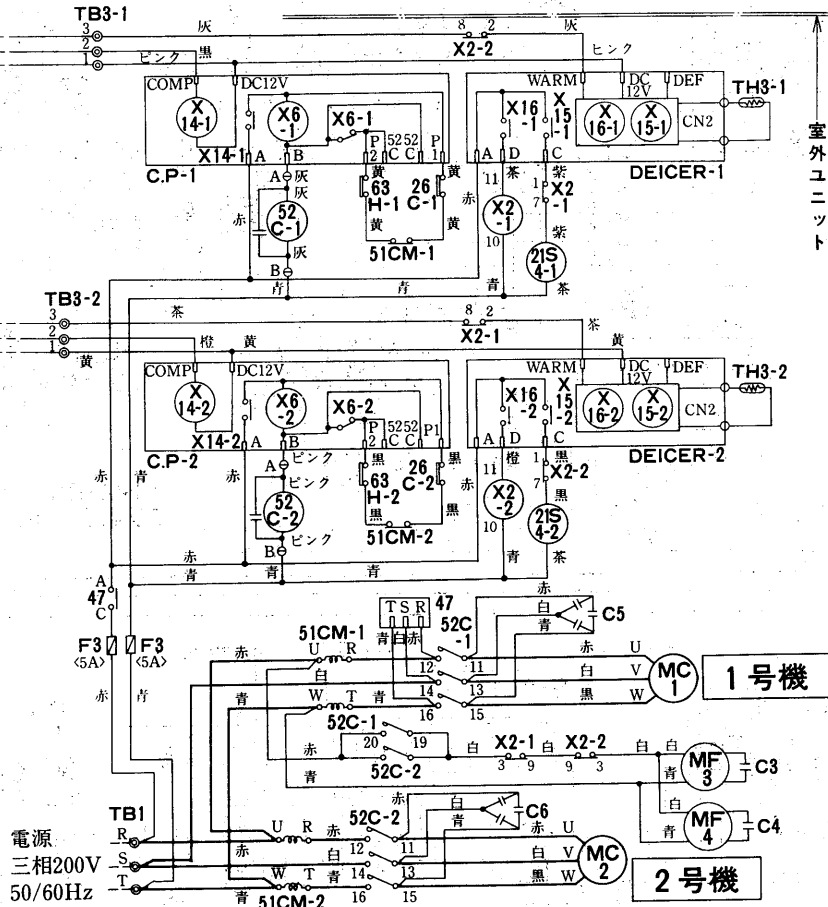 TB3-1
3 灰 8 2 灰
2 黒 X2-2
1 ピンク ピンク
COMP DC12V WARM DC 12V DEF TH3-1
X 14-1 X6 -1 X6-1 X16 -1 X 15 -1 X 16-1 X 15-1 CN2
X14-1 A B P 2 52 C 52 C P 1 A D C
C.P-1 DEICER-1
室外ユニット
A 灰 黄 黄 11 茶 紫
灰 63 H-1 26 C-1 赤 1 X2 -1
赤 52 C-1 X2 -1 7
黄 黄 10 紫
灰 51CM-1 21S 4-1
B 青 青 青 茶
TB3-2
3 茶 8 2 茶
2 橙 X2-1
1 黄 黄 黄
COMP DC12V WARM DC 12V DEF TH3-2
X 14-2 X6 -2 X6-2 X16 -2 X 15 -2 X 16-2 X 15-2 CN2
X14-2 A B P 2 52 C 52 C P1 A D C
C.P-2 DEICER-2
赤 青 赤 A ピンク 黒 黒 赤 11 橙 1 黒
ピンク 63 H-2 26 C-2 X2-2
52 C-2 X2 -2 7 黒
黒 黒 10
ピンク 51CM-2 21S 4-2
B 青 茶
赤
青 青 青
A 47 C
T S R 47
青 白 赤
赤 白 青 C5
F3 <5A> F3 <5A>
51CM-1 52C -1
赤 U R 12 11 赤 U
白 14 13 白 V MC 1 1号機
青 W T 青 16 15 黒 W
赤 青
52C-1
20 19
赤 52C-2 白 X2-1 白 X2-2 白 白
3 9 9 3
青 青 MF 3 C3
白
青 MF 4 C4
TB1
電源
三相200V
50/60Hz
R S T
52C-2 赤 白 青 C6
U R 赤 12 11 赤 U
赤 白 14 13 白 V MC 2 2号機
青 W T 青 16 15 黒 W
51CM-2